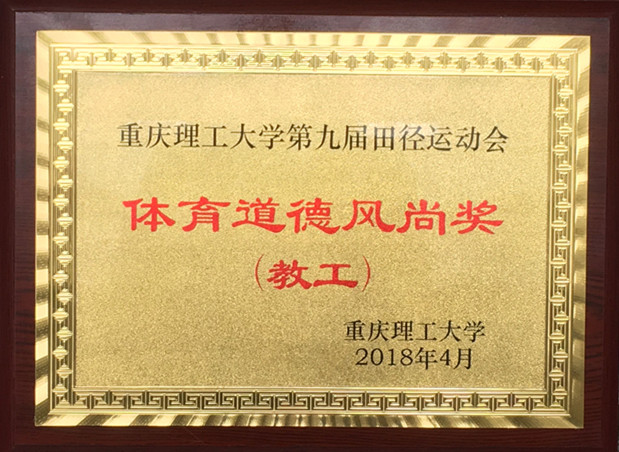 重庆理工大学第九届田径运动会
体育道德风尚奖
(教工)
重庆理工大学
2018年4月